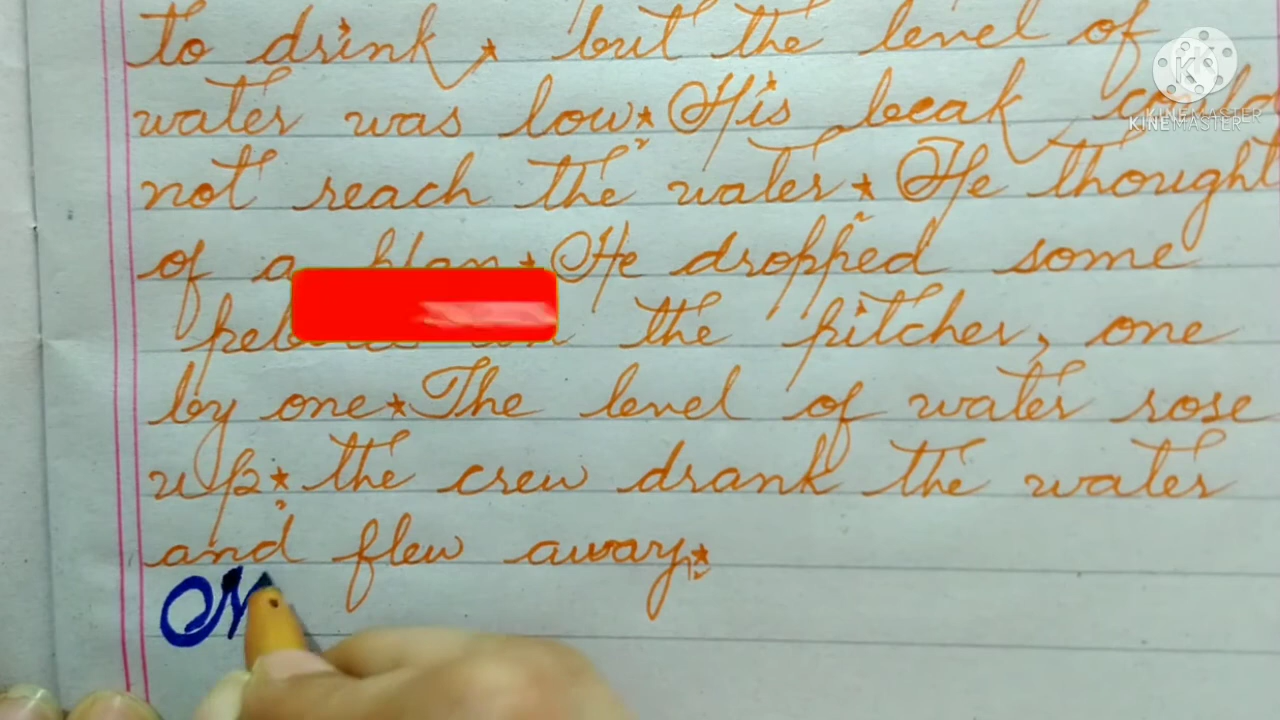 to drink. but the level of
water was low. His beak could
not reach the water. He thought
of a plan. He dropped some
the pitcher, one
by one. The level of water rose
up. the crew drank the water
and flew away.
KINEMASTER
KINEMASTER